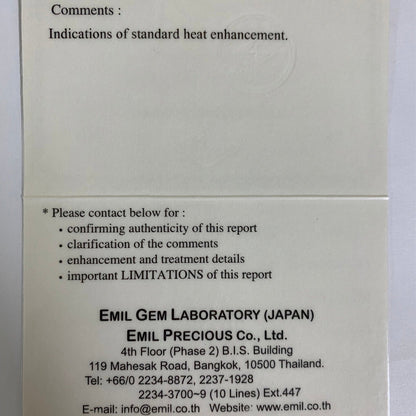 Comments :
Indications of standard heat enhancement.
* Please contact below for :
• confirming authenticity of this report
• clarification of the comments
• enhancement and treatment details
• important LIMITATIONS of this report
EMIL GEM LABORATORY (JAPAN)
EMIL PRECIOUS Co., Ltd.
4th Floor (Phase 2) B.I.S. Building
119 Mahesak Road, Bangkok, 10500 Thailand.
Tel: +66/0 2234-8872, 2237-1928
2234-3700~9 (10 Lines) Ext.447
E-mail: info@emil.co.th Website: www.emil.co.th